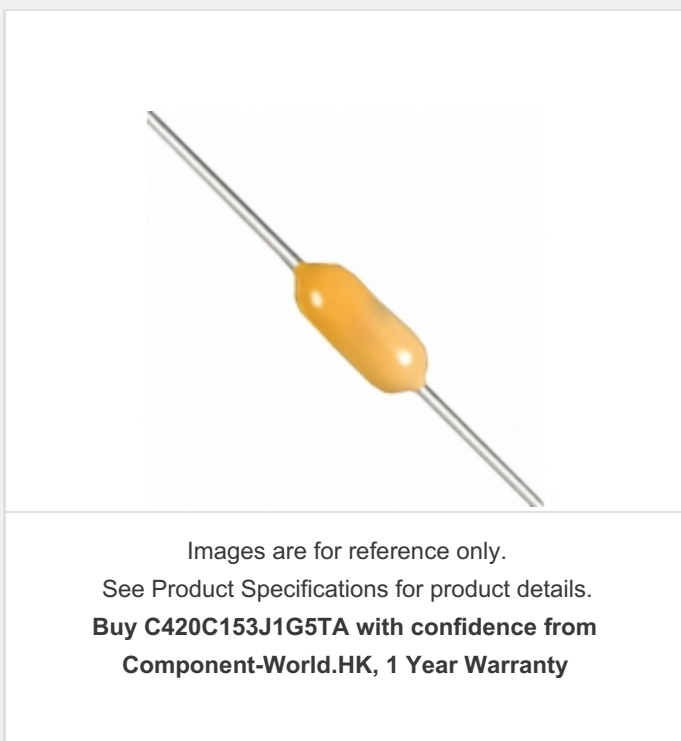 Images are for reference only.
See Product Specifications for product details.
Buy C420C153J1G5TA with confidence from
Component-World.HK, 1 Year Warranty